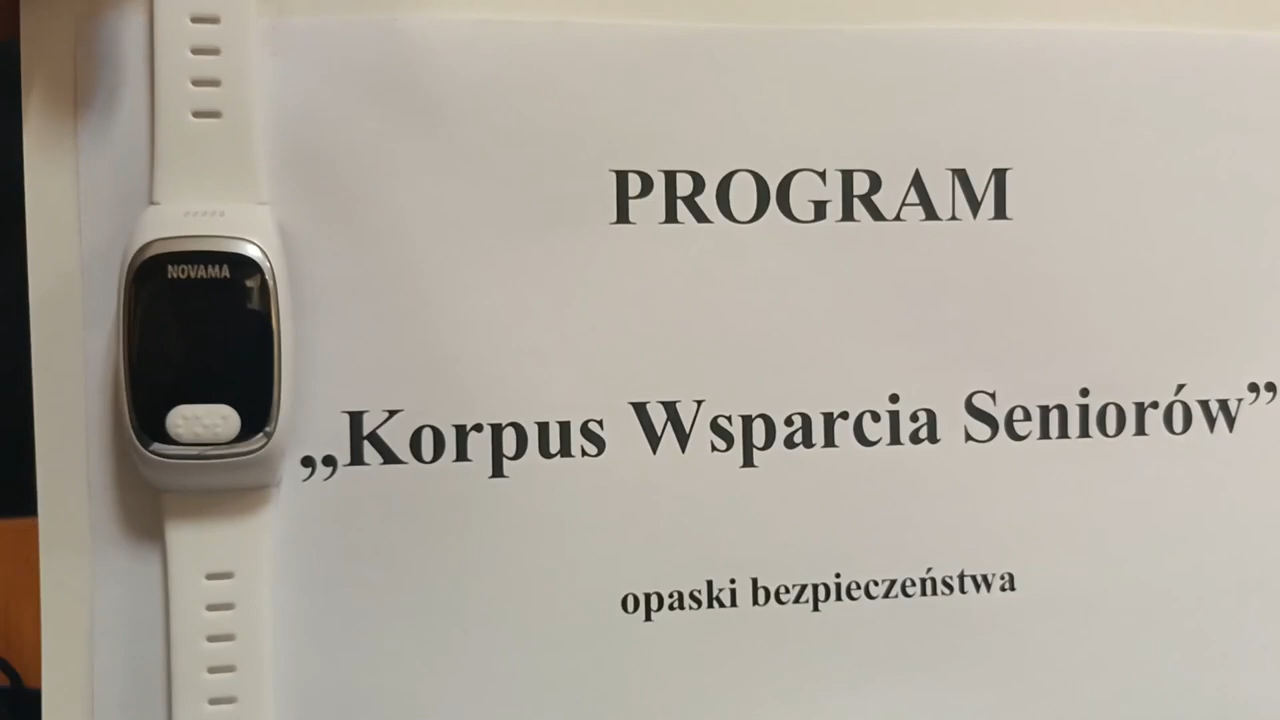 NOVAMA
PROGRAM
„Korpus Wsparcia Seniorów”
opaski bezpieczeństwa